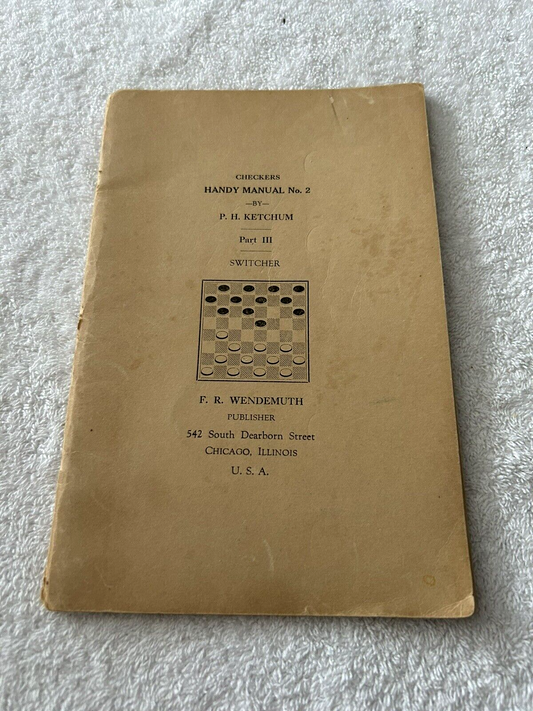 CHECKERS
HANDY MANUAL No. 2
—BY—
P. H. KETCHUM
Part III
SWITCHER
F. R. WENDEMUTH
PUBLISHER
542 South Dearborn Street
CHICAGO, ILLINOIS
U. S. A.